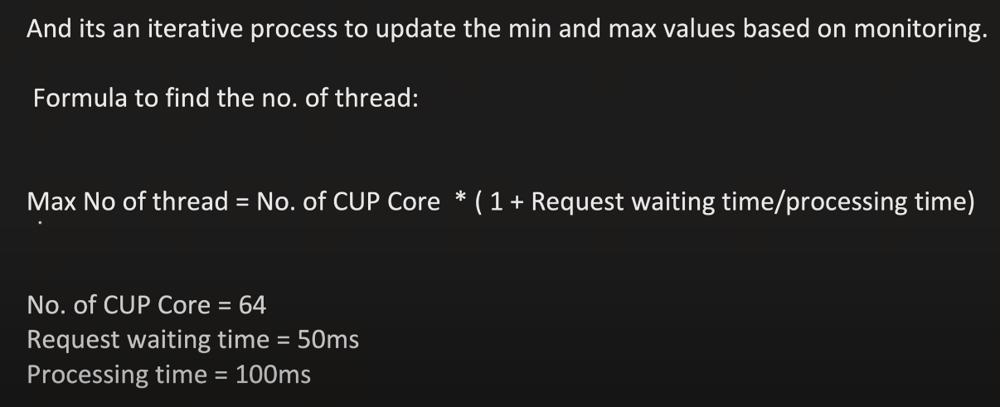 And its an iterative process to update the min and max values based on monitoring.
Formula to find the no. of thread:
Max No of thread = No. of CUP Core * ( 1 + Request waiting time/processing time)
No. of CUP Core = 64
Request waiting time = 50ms
Processing time = 100ms